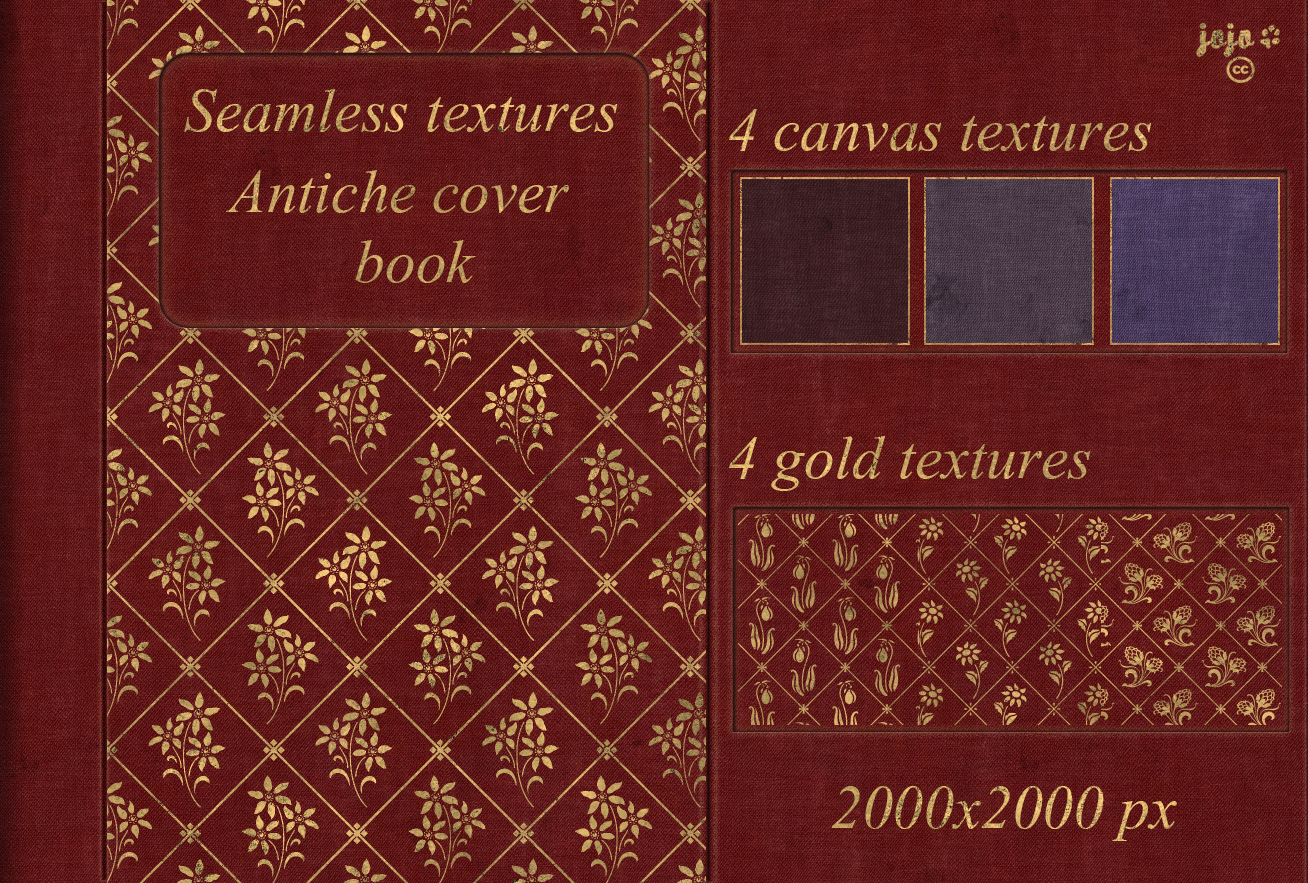 Seamless textures
Antiche cover
book
jojo
cc
4 canvas textures
4 gold textures
2000x2000 px